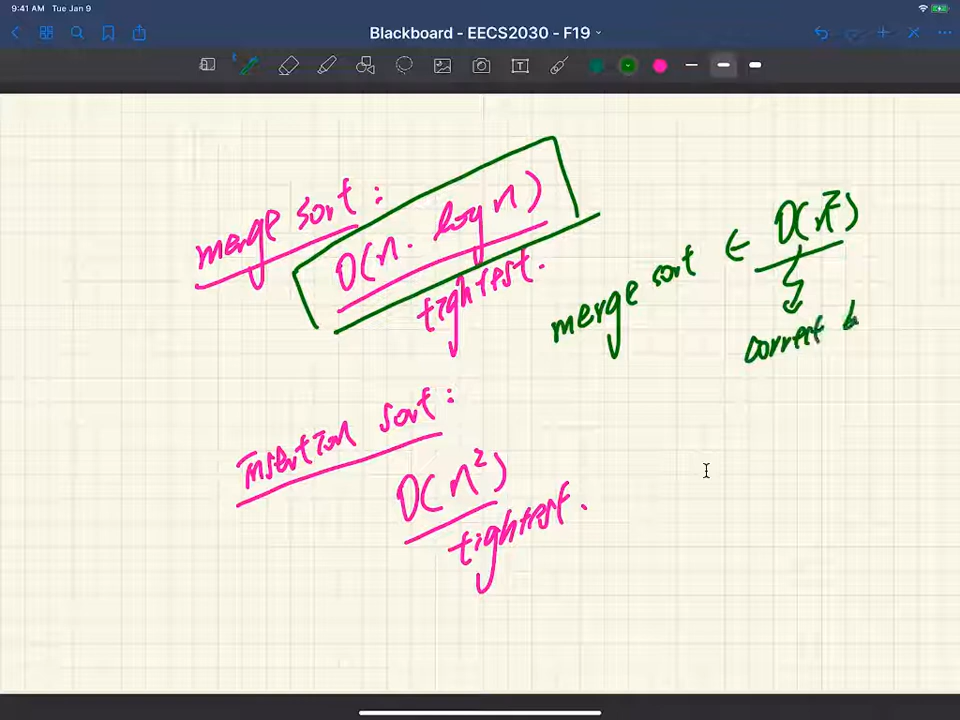 9:41 AM Tue Jan 9
Blackboard - EECS2030 - F19
merge sort:
O(n. log n)
tightest.
merge sort ∈ O(n²)
correct b
insertion sort:
O(n²)
tightest.